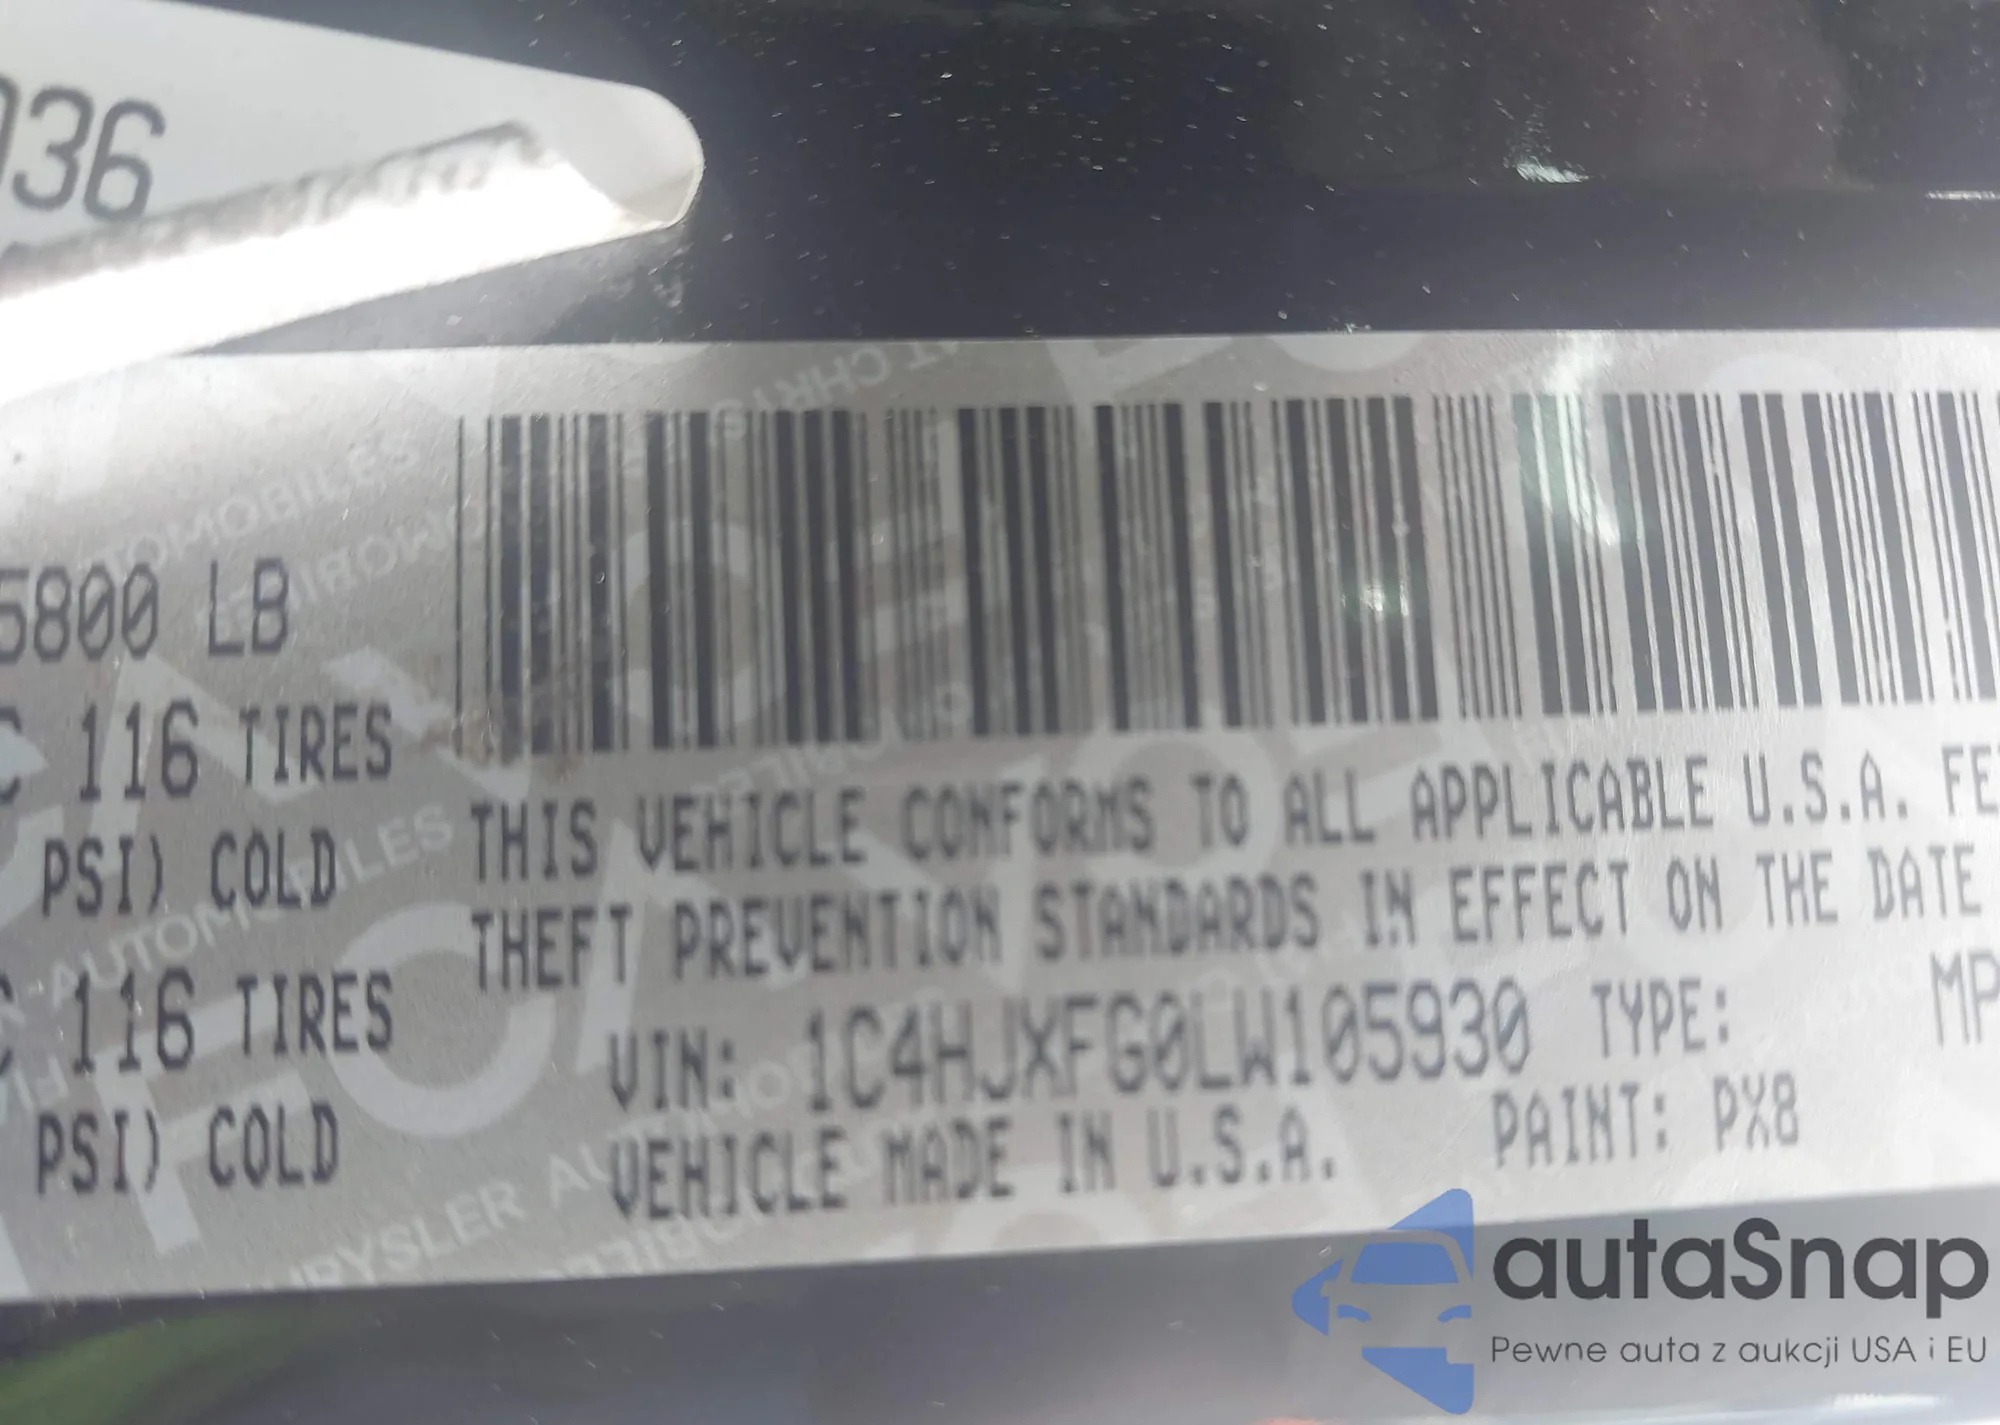 036
5800 LB
C 116 TIRES
PSI) COLD
C 116 TIRES
PSI) COLD
THIS VEHICLE CONFORMS TO ALL APPLICABLE U.S.A. FE
THEFT PREVENTION STANDARDS IN EFFECT ON THE DATE
VIN: 1C4HJXFG0LW105930 TYPE: MP
VEHICLE MADE IN U.S.A. PAINT: PX8
autaSnap
Pewne auta z aukcji USA i EU